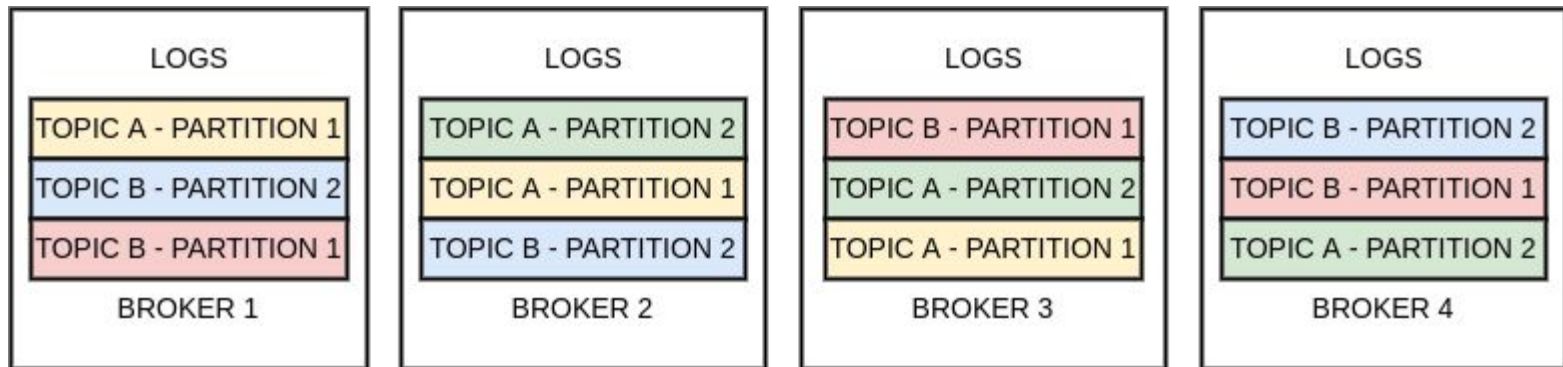 LOGS
TOPIC A - PARTITION 1
TOPIC B - PARTITION 2
TOPIC B - PARTITION 1
BROKER 1
LOGS
TOPIC A - PARTITION 2
TOPIC A - PARTITION 1
TOPIC B - PARTITION 2
BROKER 2
LOGS
TOPIC B - PARTITION 1
TOPIC A - PARTITION 2
TOPIC A - PARTITION 1
BROKER 3
LOGS
TOPIC B - PARTITION 2
TOPIC B - PARTITION 1
TOPIC A - PARTITION 2
BROKER 4